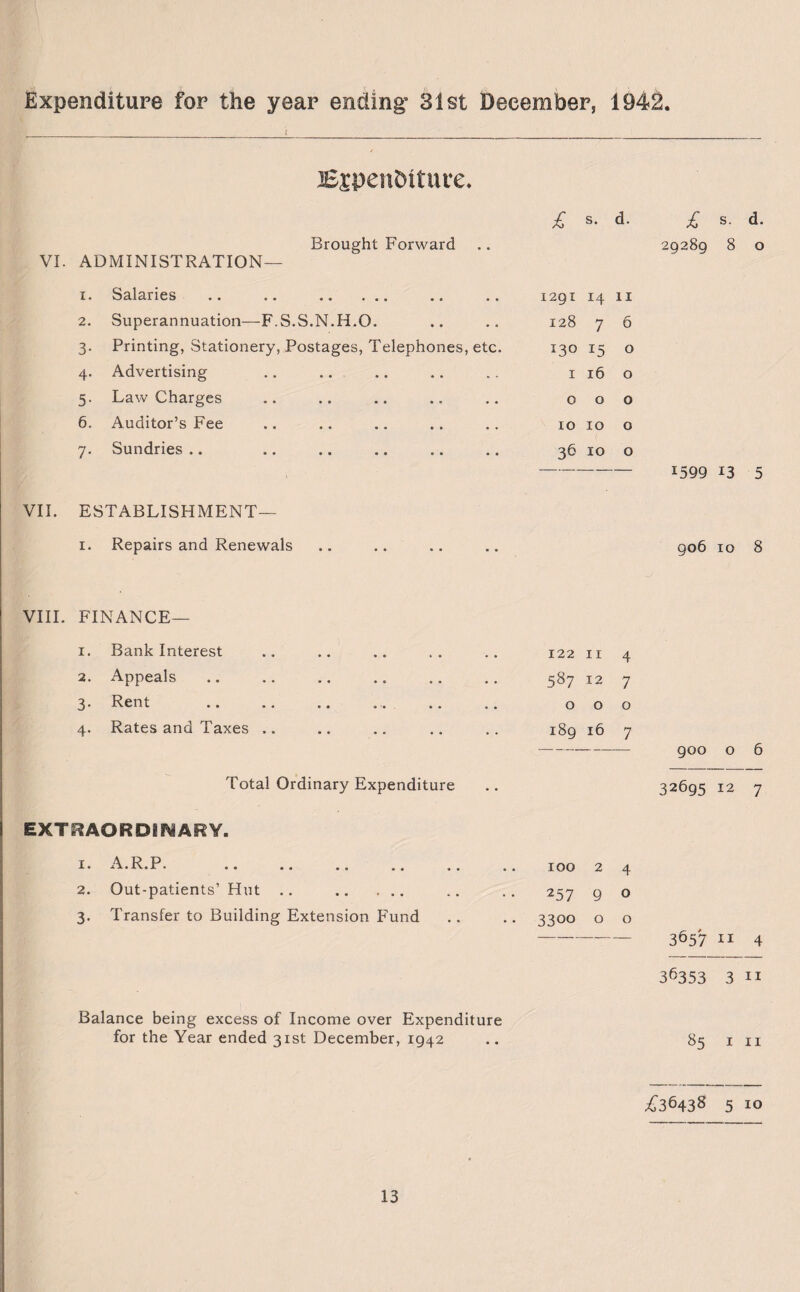 Expenditure for the year ending 31st December, 1942.
Expenditure.
£ s. d. £ s. d.
Brought Forward .. 29289 8 0
VI. ADMINISTRATION—
1. Salaries .. .. .. ... .. .. 1291 14 11
2. Superannuation—F.S.S.N.H.O. .. .. 128 7 6
3. Printing, Stationery, Postages, Telephones, etc. 130 15 0
4. Advertising .. .. .. .. .. 1 16 0
5. Law Charges .. .. .. .. .. 0 0 0
6. Auditor's Fee .. .. .. .. .. 10 10 0
7. Sundries .. .. .. .. .. .. 36 10 0
1599 13 5
VII. ESTABLISHMENT—
1. Repairs and Renewals .. .. .. .. 906 10 8
VIII. FINANCE—
1. Bank Interest .. .. .. .. .. 122 11 4
2. Appeals .. .. .. .. .. .. 587 12 7
3. Rent .. .. .. .. .. .. 0 0 0
4. Rates and Taxes .. .. .. .. .. 189 16 7
900 0 6
Total Ordinary Expenditure .. 32695 12 7
EXTRAORDINARY.
1. A.R.P. .. .. .. .. .. .. 100 2 4
2. Out-patients' Hut .. .. ... .. .. 257 9 0
3. Transfer to Building Extension Fund .. .. 3300 0 0
3657 11 4
36353 3 11
Balance being excess of Income over Expenditure
for the Year ended 31st December, 1942 .. 85 1 11
£36438 5 10
13